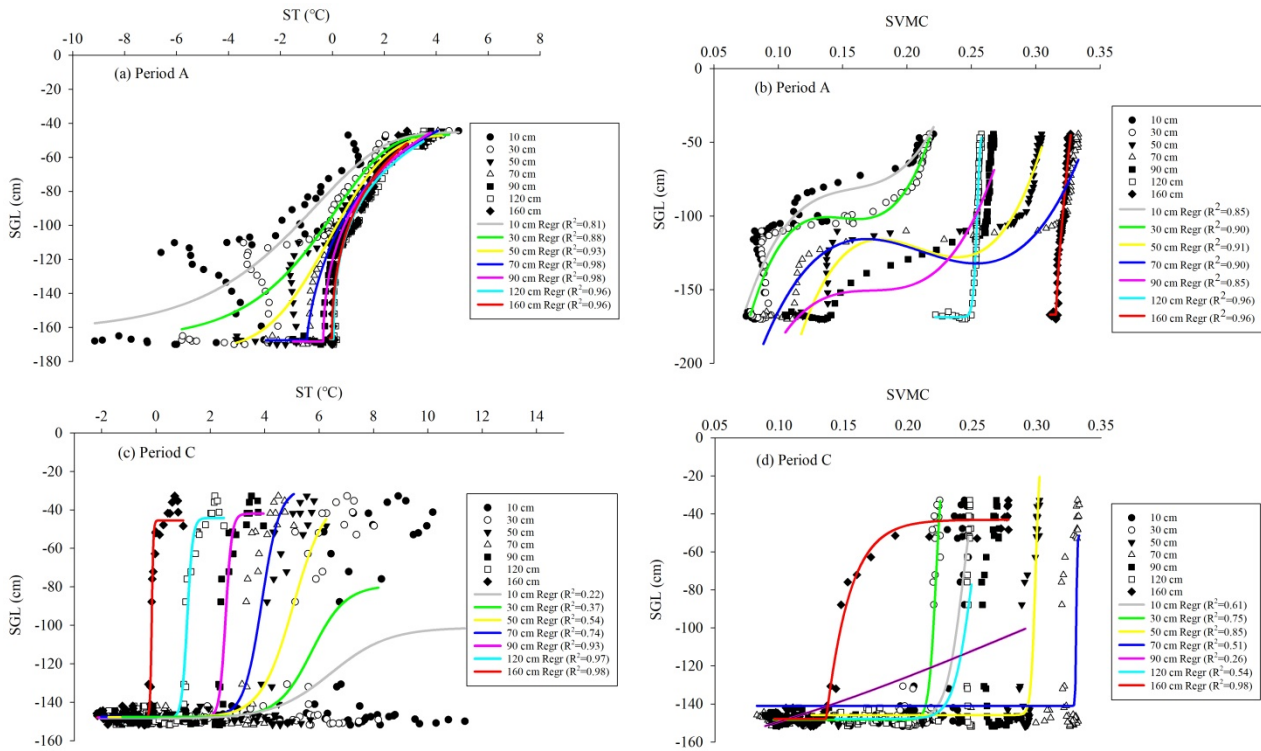 ST (℃)
-10 -8 -6 -4 -2 0 2 4 6 8
0
-20
-40
-60
-80
-100
-120
-140
-160
-180
SGL (cm)
(a) Period A
10 cm
30 cm
50 cm
70 cm
90 cm
120 cm
160 cm
10 cm Regr (R²=0.81)
30 cm Regr (R²=0.88)
50 cm Regr (R²=0.93)
70 cm Regr (R²=0.98)
90 cm Regr (R²=0.98)
120 cm Regr (R²=0.96)
160 cm Regr (R²=0.96)
SVMC
0.05 0.10 0.15 0.20 0.25 0.30 0.35
0
-50
-100
-150
-200
SGL (cm)
(b) Period A
10 cm
30 cm
50 cm
70 cm
90 cm
120 cm
160 cm
10 cm Regr (R²=0.85)
30 cm Regr (R²=0.90)
50 cm Regr (R²=0.91)
70 cm Regr (R²=0.90)
90 cm Regr (R²=0.85)
120 cm Regr (R²=0.96)
160 cm Regr (R²=0.96)
ST (℃)
-2 0 2 4 6 8 10 12 14
0
-20
-40
-60
-80
-100
-120
-140
-160
SGL (cm)
(c) Period C
10 cm
30 cm
50 cm
70 cm
90 cm
120 cm
160 cm
10 cm Regr (R²=0.22)
30 cm Regr (R²=0.37)
50 cm Regr (R²=0.54)
70 cm Regr (R²=0.74)
90 cm Regr (R²=0.93)
120 cm Regr (R²=0.97)
160 cm Regr (R²=0.98)
SVMC
0.05 0.10 0.15 0.20 0.25 0.30 0.35
0
-20
-40
-60
-80
-100
-120
-140
-160
SGL (cm)
(d) Period C
10 cm
30 cm
50 cm
70 cm
90 cm
120 cm
160 cm
10 cm Regr (R²=0.61)
30 cm Regr (R²=0.75)
50 cm Regr (R²=0.85)
70 cm Regr (R²=0.51)
90 cm Regr (R²=0.26)
120 cm Regr (R²=0.54)
160 cm Regr (R²=0.98)